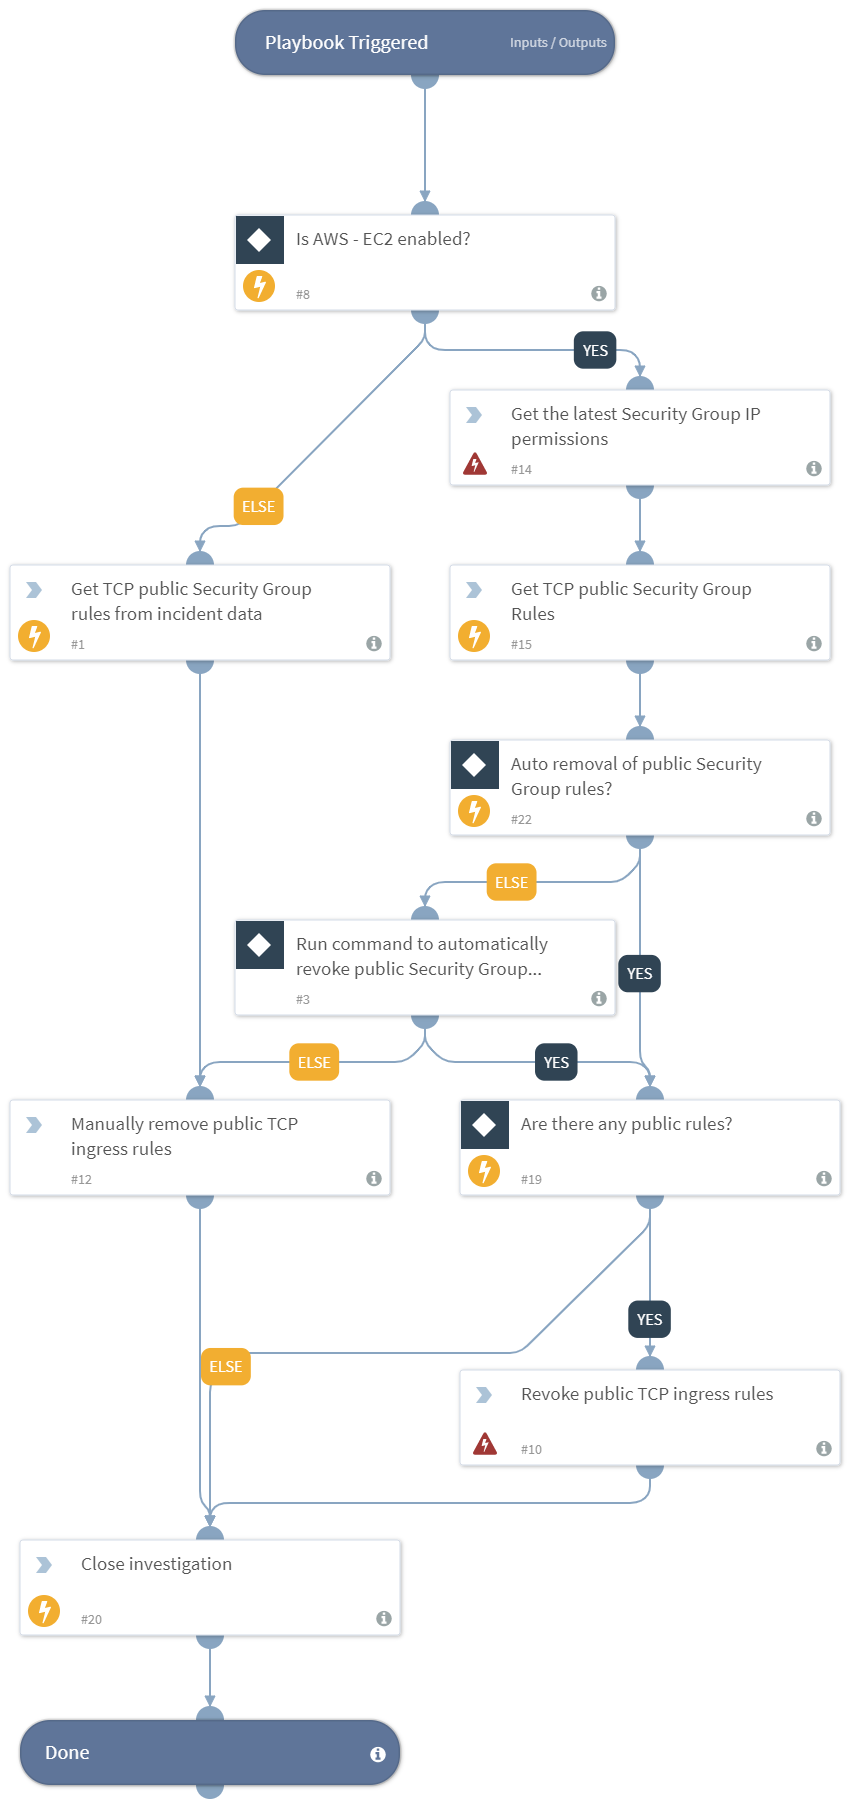 Playbook Triggered
Inputs / Outputs
Is AWS - EC2 enabled?
#8
YES
Get the latest Security Group IP
permissions
#14
ELSE
Get TCP public Security Group
rules from incident data
#1
Get TCP public Security Group
Rules
#15
Auto removal of public Security
Group rules?
#22
ELSE
Run command to automatically
revoke public Security Group...
#3
YES
ELSE
YES
Manually remove public TCP
ingress rules
#12
Are there any public rules?
#19
YES
ELSE
Revoke public TCP ingress rules
#10
Close investigation
#20
Done